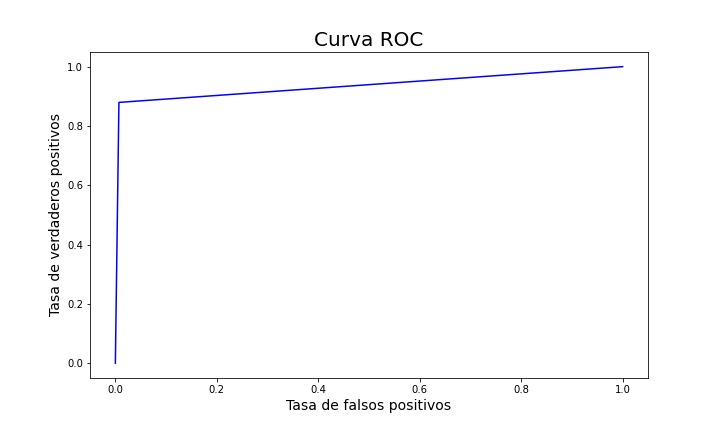 Curva ROC
Tasa de verdaderos positivos
1.0
0.8
0.6
0.4
0.2
0.0
0.0 0.2 0.4 0.6 0.8 1.0
Tasa de falsos positivos